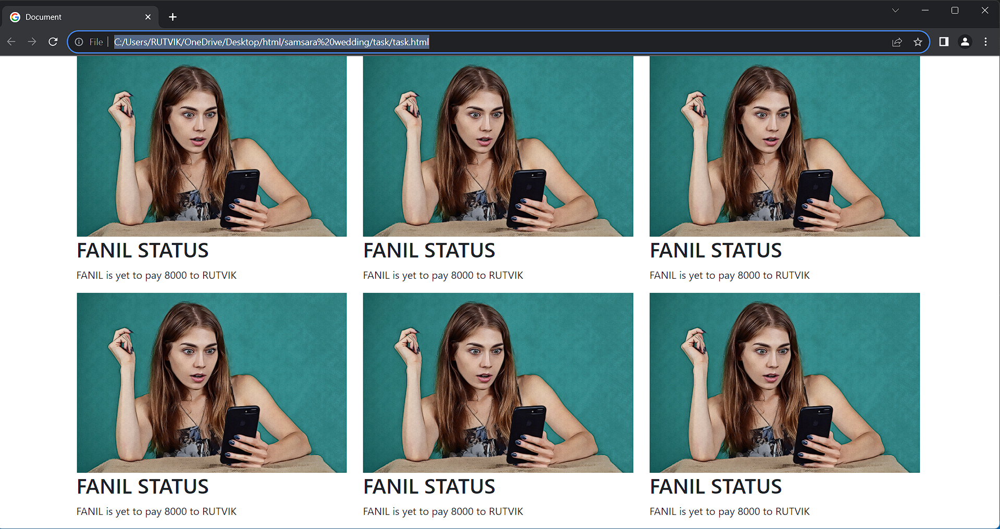 Document
File
C:/Users/RUTVIK/OneDrive/Desktop/html/samsara%20wedding/task/task.html
FANIL STATUS FANIL STATUS FANIL STATUS
FANIL is yet to pay 8000 to RUTVIK FANIL is yet to pay 8000 to RUTVIK FANIL is yet to pay 8000 to RUTVIK
FANIL STATUS FANIL STATUS FANIL STATUS
FANIL is yet to pay 8000 to RUTVIK FANIL is yet to pay 8000 to RUTVIK FANIL is yet to pay 8000 to RUTVIK